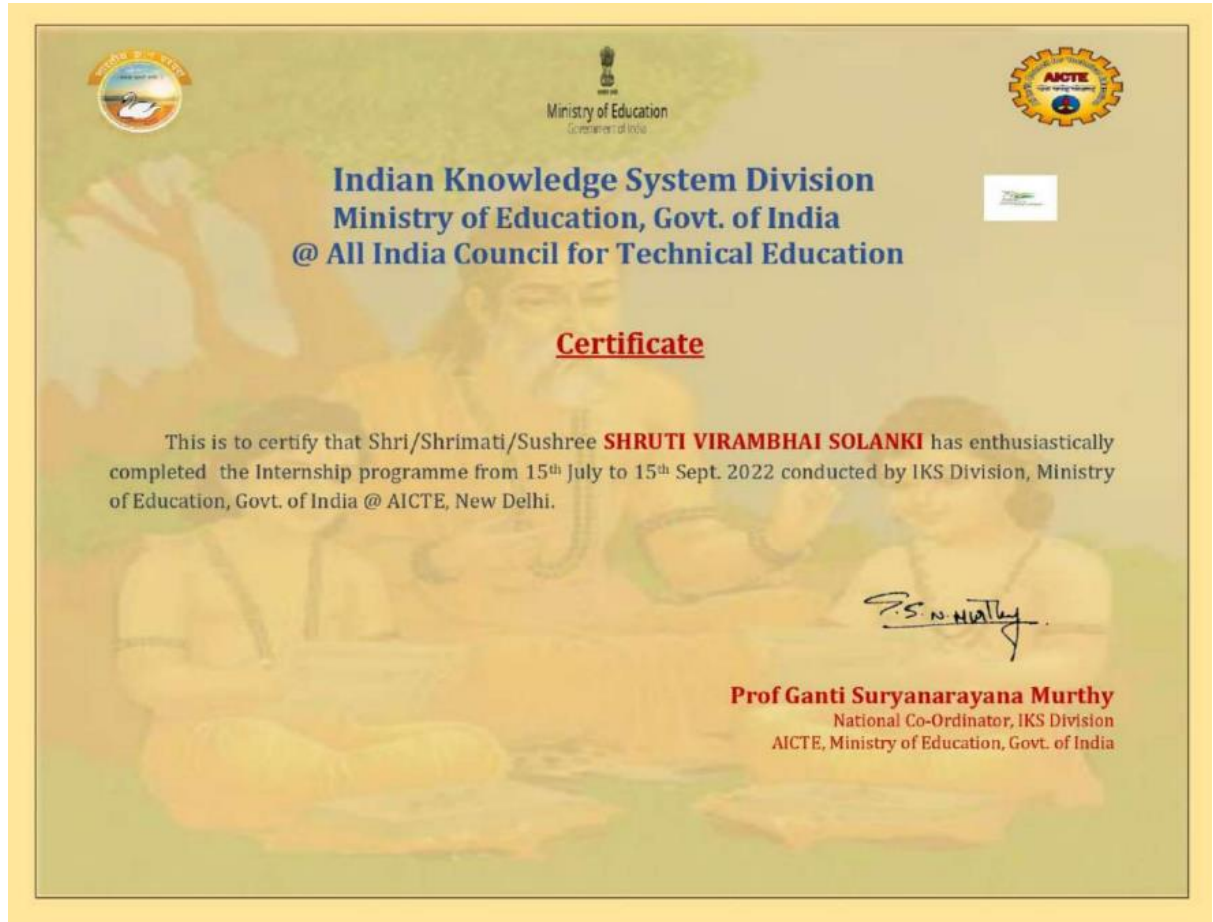 Ministry of Education
Government of India
AICTE
Indian Knowledge System Division
Ministry of Education, Govt. of India
@ All India Council for Technical Education
Certificate
This is to certify that Shri/Shrimati/Sushree SHRUTI VIRAMBHAI SOLANKI has enthusiastically
completed the Internship programme from 15th July to 15th Sept. 2022 conducted by IKS Division, Ministry
of Education, Govt. of India @ AICTE, New Delhi.
G.S.N. Murthy
Prof Ganti Suryanarayana Murthy
National Co-Ordinator, IKS Division
AICTE, Ministry of Education, Govt. of India